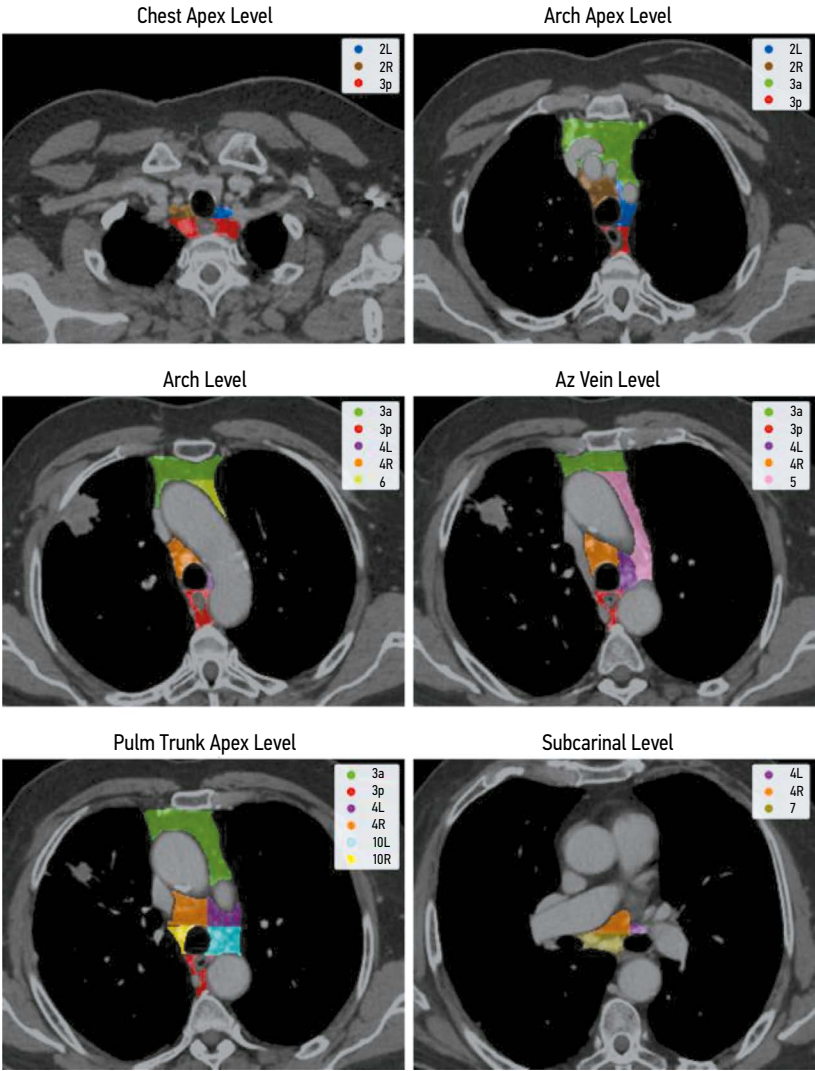 Chest Apex Level
2L
2R
3p
Arch Apex Level
2L
2R
3a
3p
Arch Level
3a
3p
4L
4R
6
Az Vein Level
3a
3p
4L
4R
5
Pulm Trunk Apex Level
3a
3p
4L
4R
10L
10R
Subcarinal Level
4L
4R
7